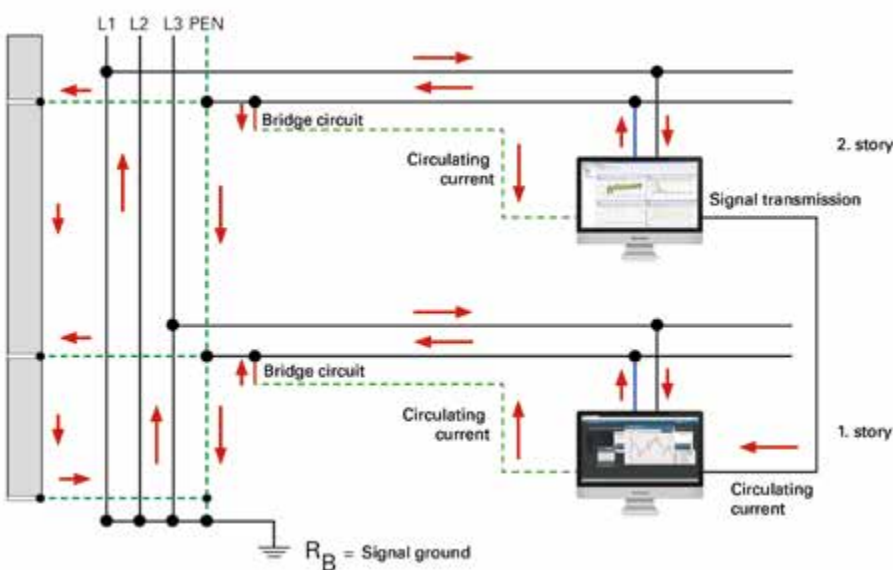 L1 L2 L3 PEN
Bridge circuit
Circulating
current
2. story
Signal transmission
Bridge circuit
Circulating
current
1. story
Circulating
current
R_B = Signal ground